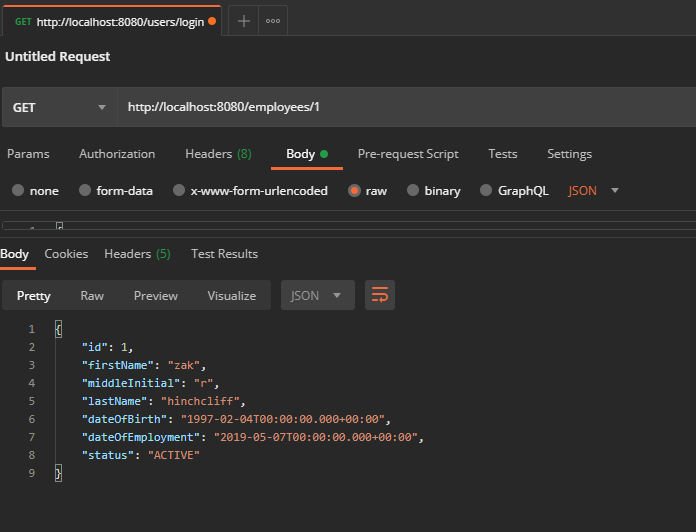 GET http://localhost:8080/users/login
Untitled Request
GET http://localhost:8080/employees/1
Params Authorization Headers (8) Body Pre-request Script Tests Settings
none form-data x-www-form-urlencoded raw binary GraphQL JSON
Body Cookies Headers (5) Test Results
Pretty Raw Preview Visualize JSON
1 {
2 "id": 1,
3 "firstName": "zak",
4 "middleInitial": "r",
5 "lastName": "hinchcliff",
6 "dateOfBirth": "1997-02-04T00:00:00.000+00:00",
7 "dateOfEmployment": "2019-05-07T00:00:00.000+00:00",
8 "status": "ACTIVE"
9 }